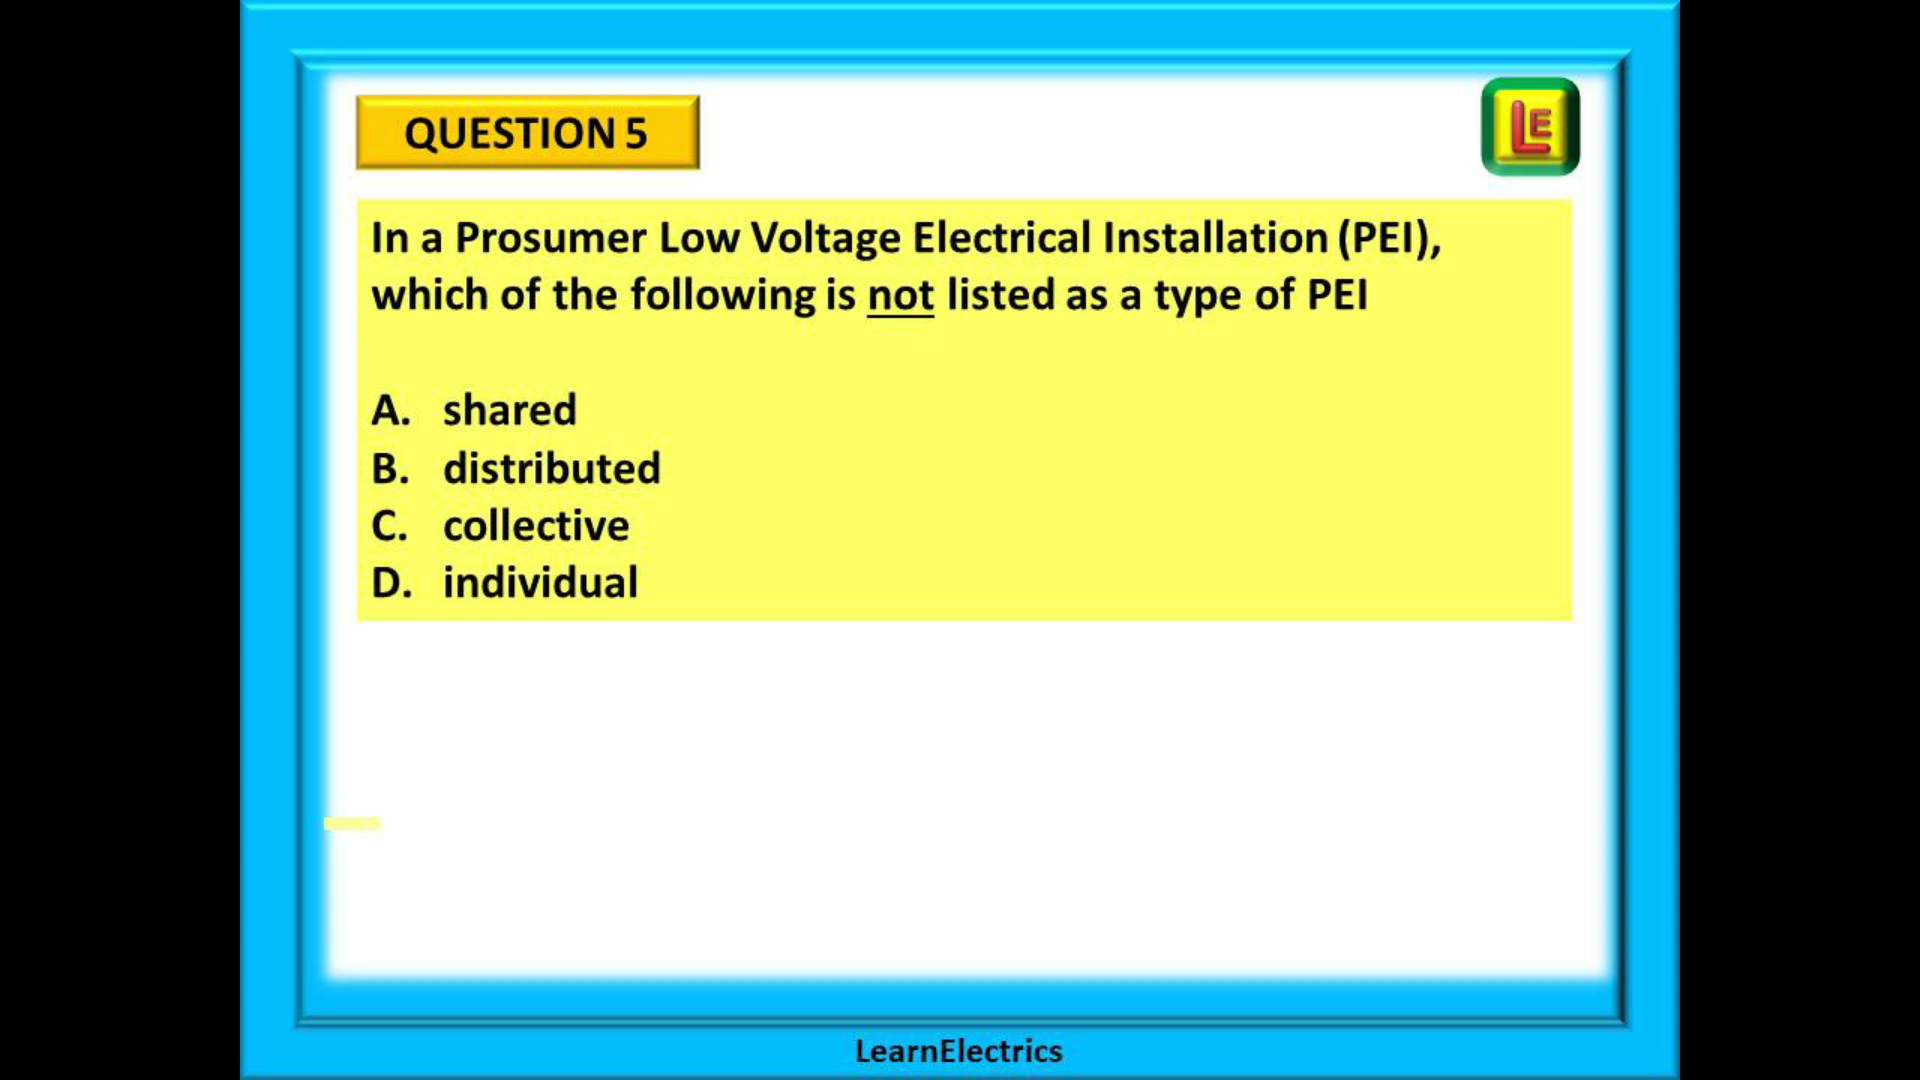 QUESTION 5
LE
In a Prosumer Low Voltage Electrical Installation (PEI),
which of the following is not listed as a type of PEI
A. shared
B. distributed
C. collective
D. individual
LearnElectrics